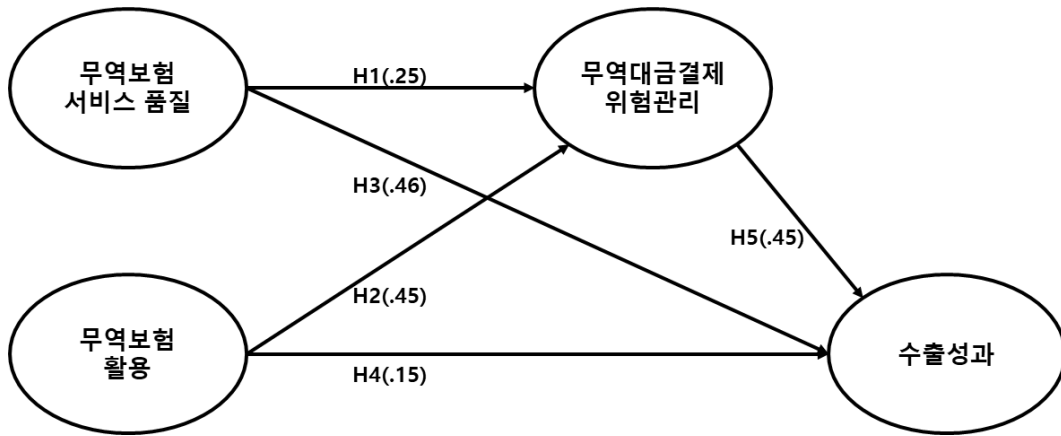 무역보험
서비스 품질
H1(.25)
무역대금결제
위험관리
H3(.46)
H5(.45)
H2(.45)
무역보험
활용
H4(.15)
수출성과